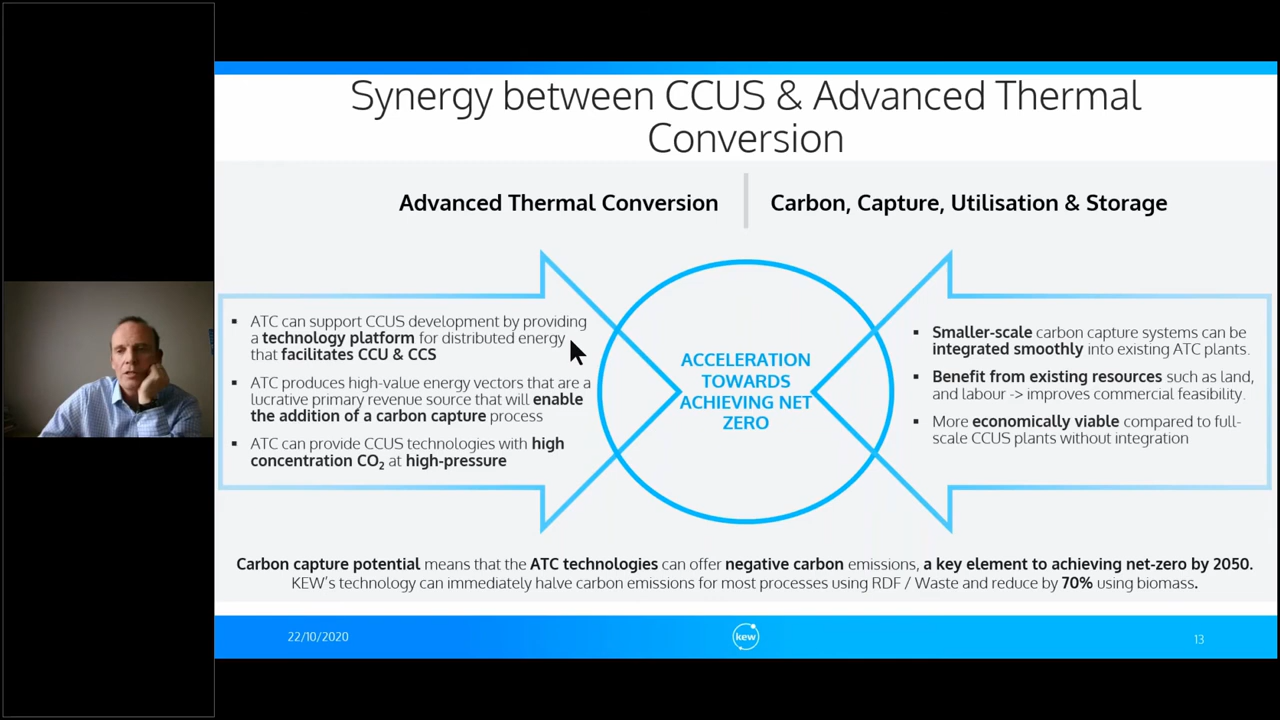 Synergy between CCUS & Advanced Thermal
Conversion
Advanced Thermal Conversion
Carbon, Capture, Utilisation & Storage
▪ ATC can support CCUS development by providing
a technology platform for distributed energy
that facilitates CCU & CCS
▪ ATC produces high-value energy vectors that are a
lucrative primary revenue source that will enable
the addition of a carbon capture process
▪ ATC can provide CCUS technologies with high
concentration CO₂ at high-pressure
ACCELERATION
TOWARDS
ACHIEVING NET
ZERO
▪ Smaller-scale carbon capture systems can be
integrated smoothly into existing ATC plants.
▪ Benefit from existing resources such as land,
and labour -> improves commercial feasibility.
▪ More economically viable compared to full-
scale CCUS plants without integration
Carbon capture potential means that the ATC technologies can offer negative carbon emissions, a key element to achieving net-zero by 2050.
KEW's technology can immediately halve carbon emissions for most processes using RDF / Waste and reduce by 70% using biomass.
22/10/2020
kew
13